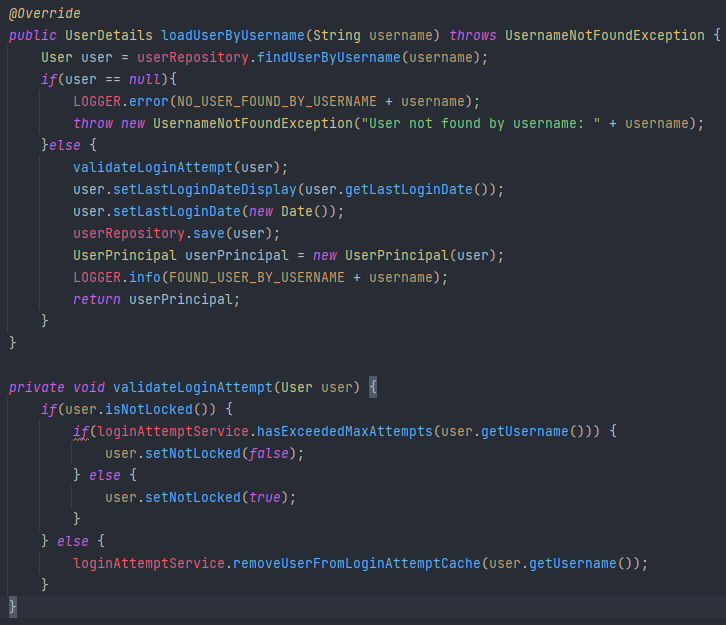 @Override
public UserDetails loadUserByUsername(String username) throws UsernameNotFoundException {
    User user = userRepository.findUserByUsername(username);
    if(user == null){
        LOGGER.error(NO_USER_FOUND_BY_USERNAME + username);
        throw new UsernameNotFoundException("User not found by username: " + username);
    }else {
        validateLoginAttempt(user);
        user.setLastLoginDateDisplay(user.getLastLoginDate());
        user.setLastLoginDate(new Date());
        userRepository.save(user);
        UserPrincipal userPrincipal = new UserPrincipal(user);
        LOGGER.info(FOUND_USER_BY_USERNAME + username);
        return userPrincipal;
    }
}

private void validateLoginAttempt(User user) {
    if(user.isNotLocked()) {
        if(loginAttemptService.hasExceededMaxAttempts(user.getUsername())) {
            user.setNotLocked(false);
        } else {
            user.setNotLocked(true);
        }
    } else {
        loginAttemptService.removeUserFromLoginAttemptCache(user.getUsername());
    }
}